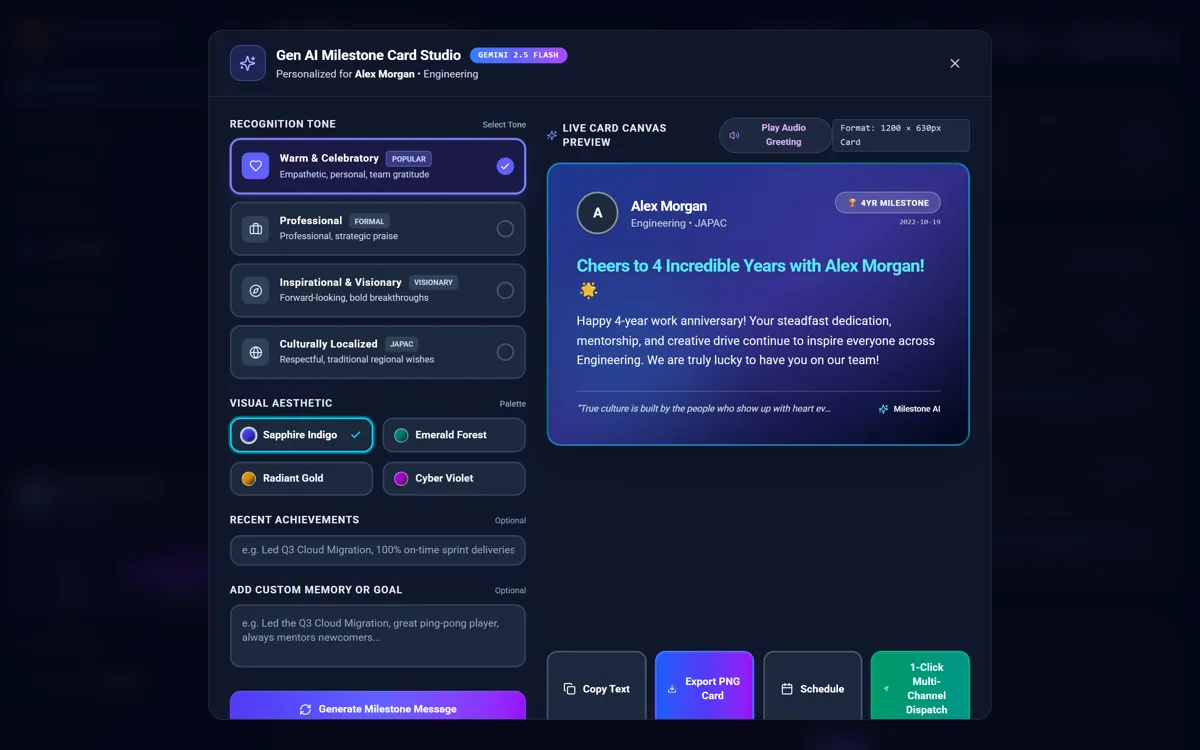 Gen AI Milestone Card Studio
GEMINI 2.5 FLASH
Personalized for Alex Morgan • Engineering
RECOGNITION TONE
Select Tone
Warm & Celebratory
POPULAR
Empathetic, personal, team gratitude
Professional
FORMAL
Professional, strategic praise
Inspirational & Visionary
VISIONARY
Forward-looking, bold breakthroughs
Culturally Localized
JAPAC
Respectful, traditional regional wishes
VISUAL AESTHETIC
Palette
Sapphire Indigo
Emerald Forest
Radiant Gold
Cyber Violet
RECENT ACHIEVEMENTS
Optional
e.g. Led Q3 Cloud Migration, 100% on-time sprint deliveries
ADD CUSTOM MEMORY OR GOAL
Optional
e.g. Led the Q3 Cloud Migration, great ping-pong player,
always mentors newcomers...
Generate Milestone Message
LIVE CARD CANVAS
PREVIEW
Play Audio
Greeting
Format: 1200 × 630px
Card
A
Alex Morgan
Engineering • JAPAC
🏆 4YR MILESTONE
2022-10-19
Cheers to 4 Incredible Years with Alex Morgan!
🌟
Happy 4-year work anniversary! Your steadfast dedication,
mentorship, and creative drive continue to inspire everyone across
Engineering. We are truly lucky to have you on our team!
"True culture is built by the people who show up with heart ev...
Milestone AI
Copy Text
Export PNG
Card
Schedule
1-Click
Multi-
Channel
Dispatch